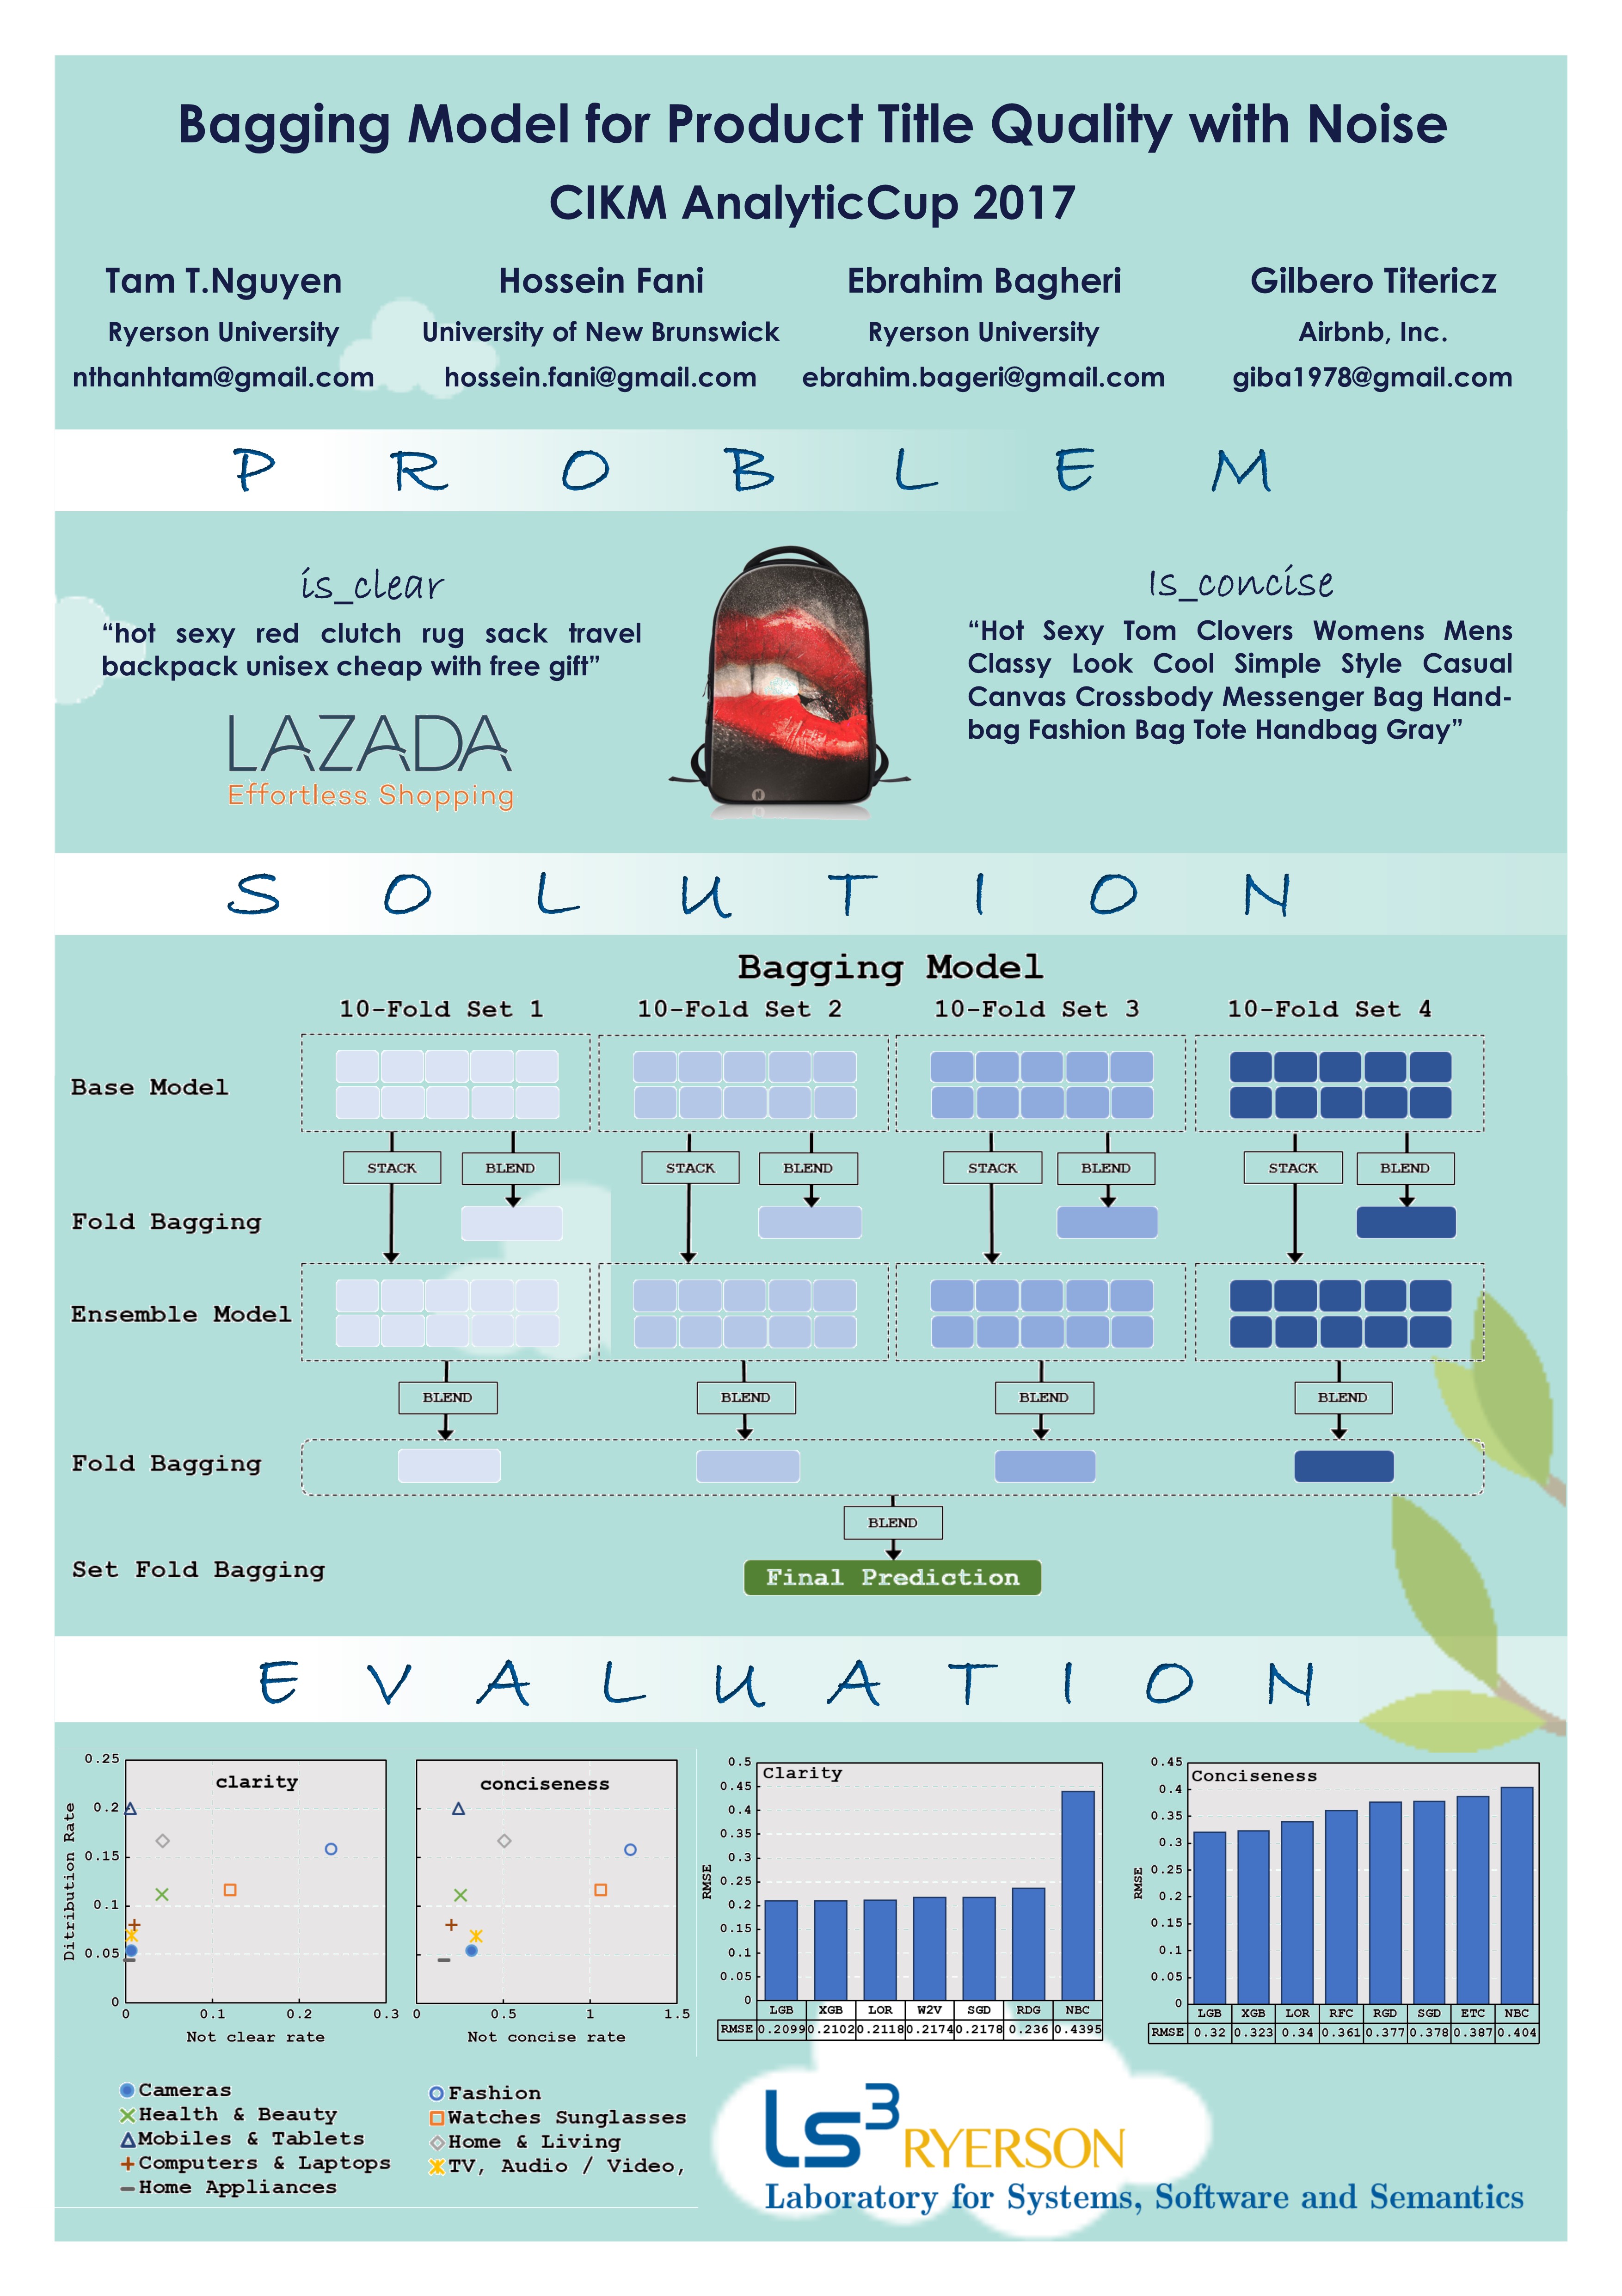 Bagging Model for Product Title Quality with Noise
CIKM AnalyticCup 2017
Tam T.Nguyen
Ryerson University
nthanhtam@gmail.com
Hossein Fani
University of New Brunswick
hossein.fani@gmail.com
Ebrahim Bagheri
Ryerson University
ebrahim.bageri@gmail.com
Gilbero Titericz
Airbnb, Inc.
giba1978@gmail.com
PROBLEM
is_clear
“hot sexy red clutch rug sack travel
backpack unisex cheap with free gift”
LAZADA
Effortless Shopping
Is_concise
“Hot Sexy Tom Clovers Womens Mens
Classy Look Cool Simple Style Casual
Canvas Crossbody Messenger Bag Hand-
bag Fashion Bag Tote Handbag Gray”
SOLUTION
Bagging Model
10-Fold Set 1 10-Fold Set 2 10-Fold Set 3 10-Fold Set 4
Base Model
STACK BLEND STACK BLEND STACK BLEND STACK BLEND
Fold Bagging
Ensemble Model
BLEND BLEND BLEND BLEND
Fold Bagging
BLEND
Set Fold Bagging
Final Prediction
EVALUATION
Ditribution Rate
0.25
0.2
0.15
0.1
0.05
0
clarity
0 0.1 0.2 0.3
Not clear rate
conciseness
0 0.5 1 1.5
Not concise rate
Cameras
Health & Beauty
Mobiles & Tablets
Computers & Laptops
Home Appliances
Fashion
Watches Sunglasses
Home & Living
TV, Audio / Video,
Clarity
RMSE
0.5
0.45
0.4
0.35
0.3
0.25
0.2
0.15
0.1
0.05
0
LGB XGB LOR W2V SGD RDG NBC
RMSE 0.2099 0.2102 0.2118 0.2174 0.2178 0.236 0.4395
Conciseness
RMSE
0.45
0.4
0.35
0.3
0.25
0.2
0.15
0.1
0.05
0
LGB XGB LOR RFC RGD SGD ETC NBC
RMSE 0.32 0.323 0.34 0.361 0.377 0.378 0.387 0.404
LS3 RYERSON
Laboratory for Systems, Software and Semantics